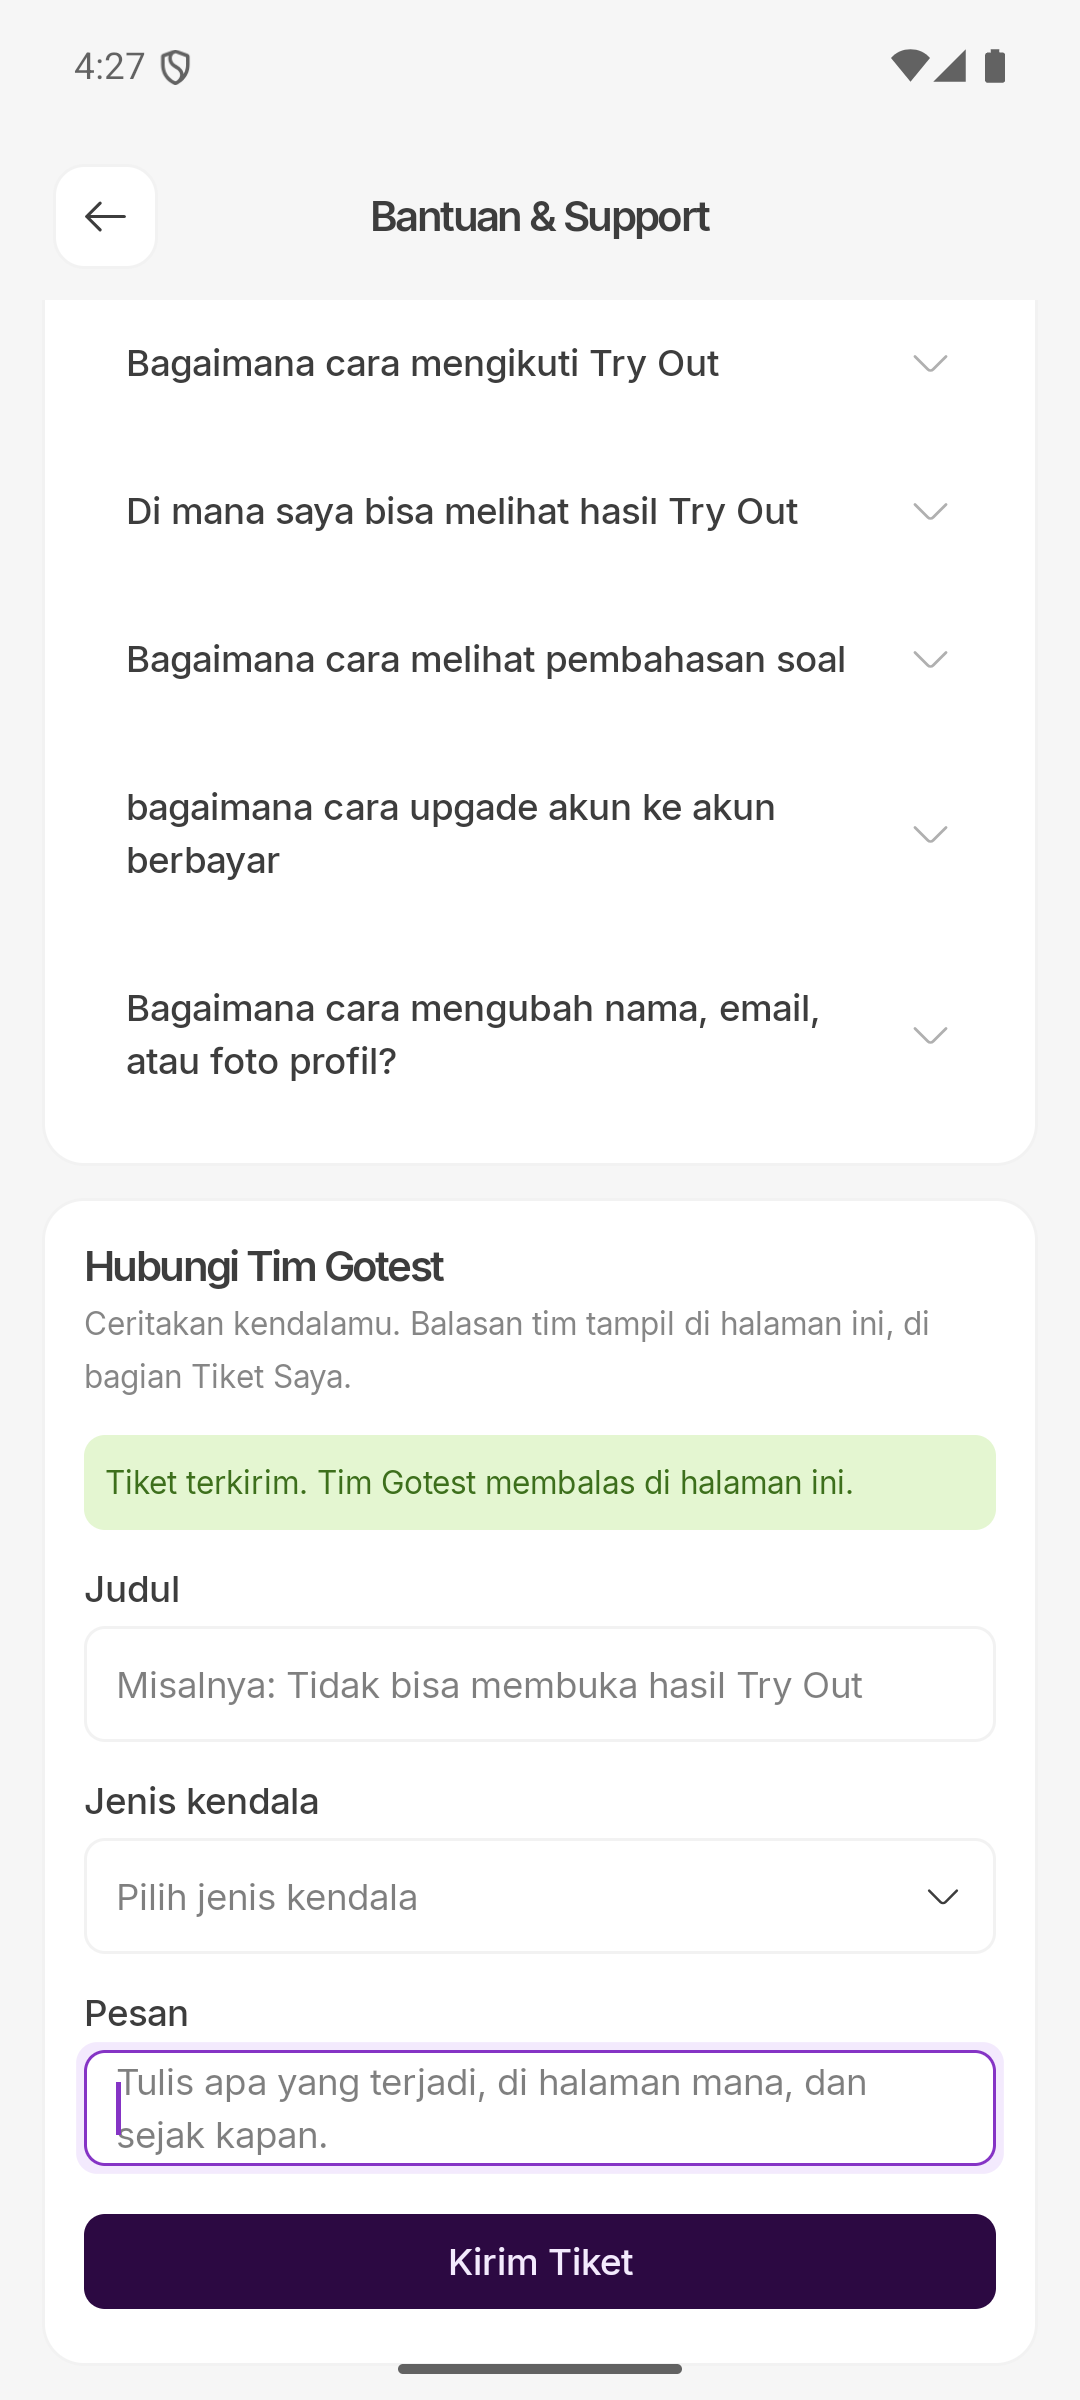 4:27
Bantuan & Support
Bagaimana cara mengikuti Try Out
Di mana saya bisa melihat hasil Try Out
Bagaimana cara melihat pembahasan soal
bagaimana cara upgade akun ke akun
berbayar
Bagaimana cara mengubah nama, email,
atau foto profil?
Hubungi Tim Gotest
Ceritakan kendalamu. Balasan tim tampil di halaman ini, di
bagian Tiket Saya.
Tiket terkirim. Tim Gotest membalas di halaman ini.
Judul
Misalnya: Tidak bisa membuka hasil Try Out
Jenis kendala
Pilih jenis kendala
Pesan
Tulis apa yang terjadi, di halaman mana, dan
sejak kapan.
Kirim Tiket